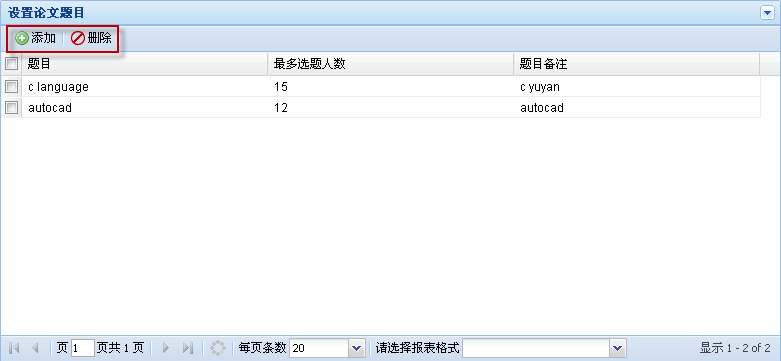 设置论文题目
添加 删除
题目 最多选题人数 题目备注
c language 15 c yuyan
autocad 12 autocad
页 1 页共 1 页 每页条数 20 请选择报表格式 显示 1 - 2 of 2